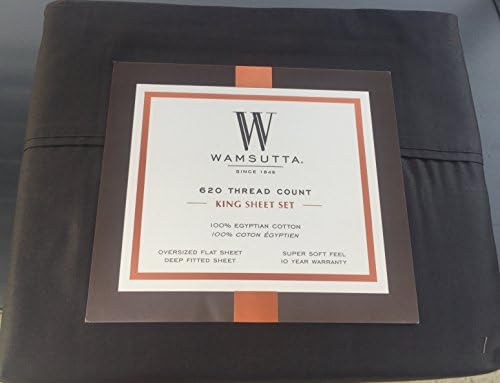 W
WAMSUTTA®
SINCE 1846
620 THREAD COUNT
KING SHEET SET
100% EGYPTIAN COTTON
100% COTON ÉGYPTIEN
OVERSIZED FLAT SHEET
DEEP FITTED SHEET
SUPER SOFT FEEL
10 YEAR WARRANTY